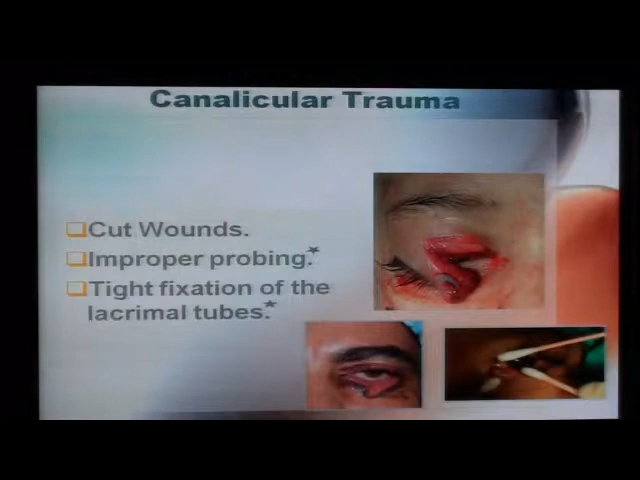 Canalicular Trauma
❑Cut Wounds.
❑Improper probing.*
❑Tight fixation of the
lacrimal tubes.*